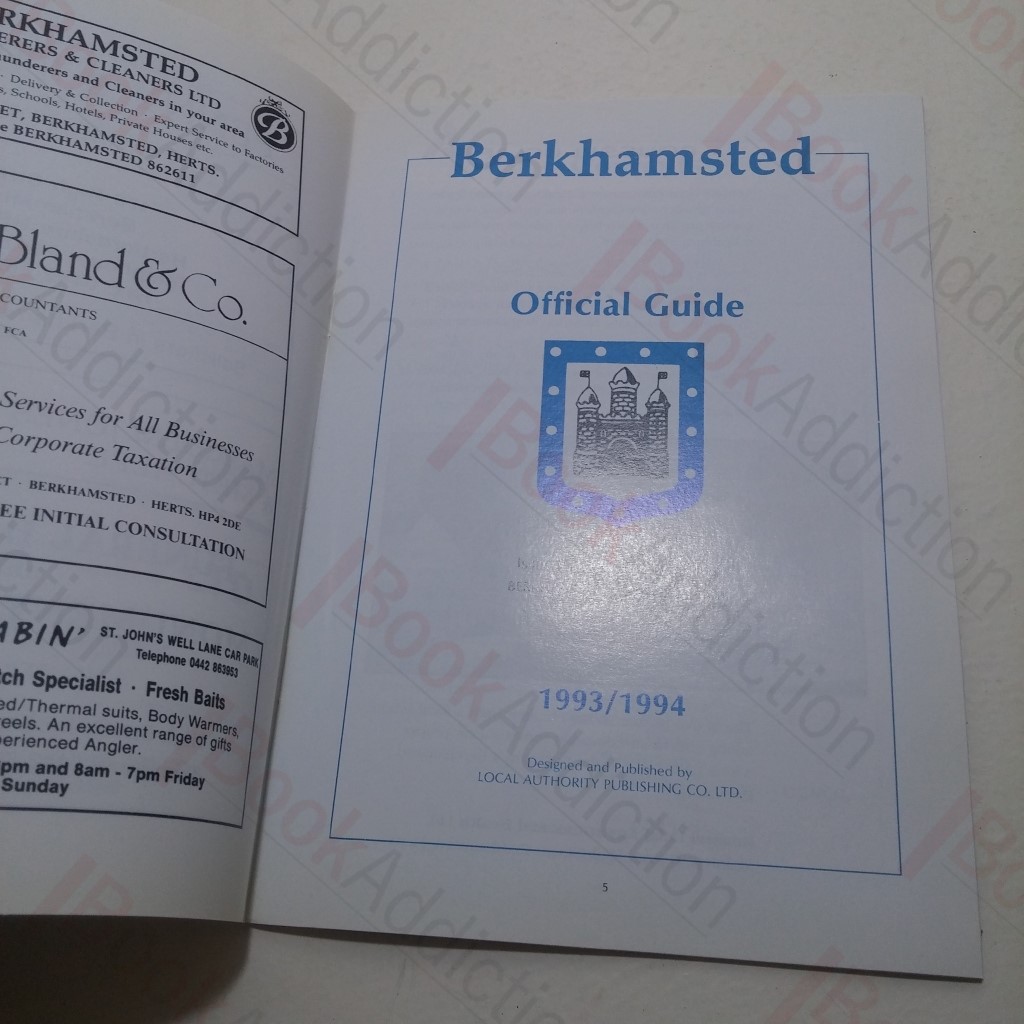 RKHAMSTED
ERERS & CLEANERS LTD
underers and Cleaners in your area
· Delivery & Collection · Expert Service to Factories
s, Schools, Hotels, Private Houses etc.
ET, BERKHAMSTED, HERTS.
e BERKHAMSTED 862611
B
Bland & Co.
COUNTANTS
FCA
Services for All Businesses
Corporate Taxation
ET · BERKHAMSTED · HERTS. HP4 2DE
EE INITIAL CONSULTATION
ABIN'
ST. JOHN'S WELL LANE CAR PARK
Telephone 0442 863953
tch Specialist · Fresh Baits
ed/Thermal suits, Body Warmers,
reels. An excellent range of gifts
perienced Angler.
pm and 8am - 7pm Friday
Sunday
Berkhamsted
Official Guide
1993/1994
Designed and Published by
LOCAL AUTHORITY PUBLISHING CO. LTD.
5
BookAddiction